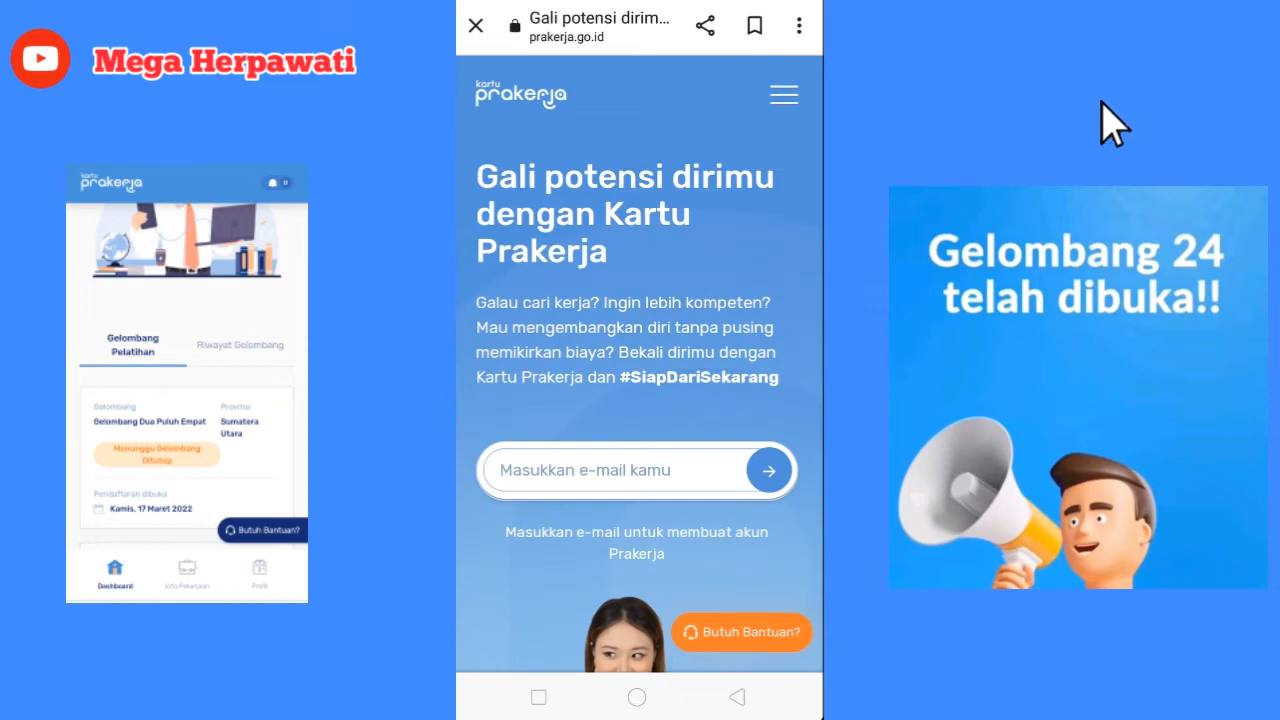 Mega Herpawati
kartu
prakerja
0
Gelombang
Pelatihan
Riwayat Gelombang
Gelombang
Provinsi
Gelombang Dua Puluh Empat
Sumatera
Utara
Menunggu Gelombang
Ditutup
Pendaftaran dibuka
Kamis, 17 Maret 2022
Butuh Bantuan?
Dashboard
Info Pekerjaan
Profil
Gali potensi dirim...
prakerja.go.id
kartu
prakerja
Gali potensi dirimu
dengan Kartu
Prakerja
Galau cari kerja? Ingin lebih kompeten?
Mau mengembangkan diri tanpa pusing
memikirkan biaya? Bekali dirimu dengan
Kartu Prakerja dan #SiapDariSekarang
Masukkan e-mail kamu
Masukkan e-mail untuk membuat akun
Prakerja
Butuh Bantuan?
Gelombang 24
telah dibuka!!